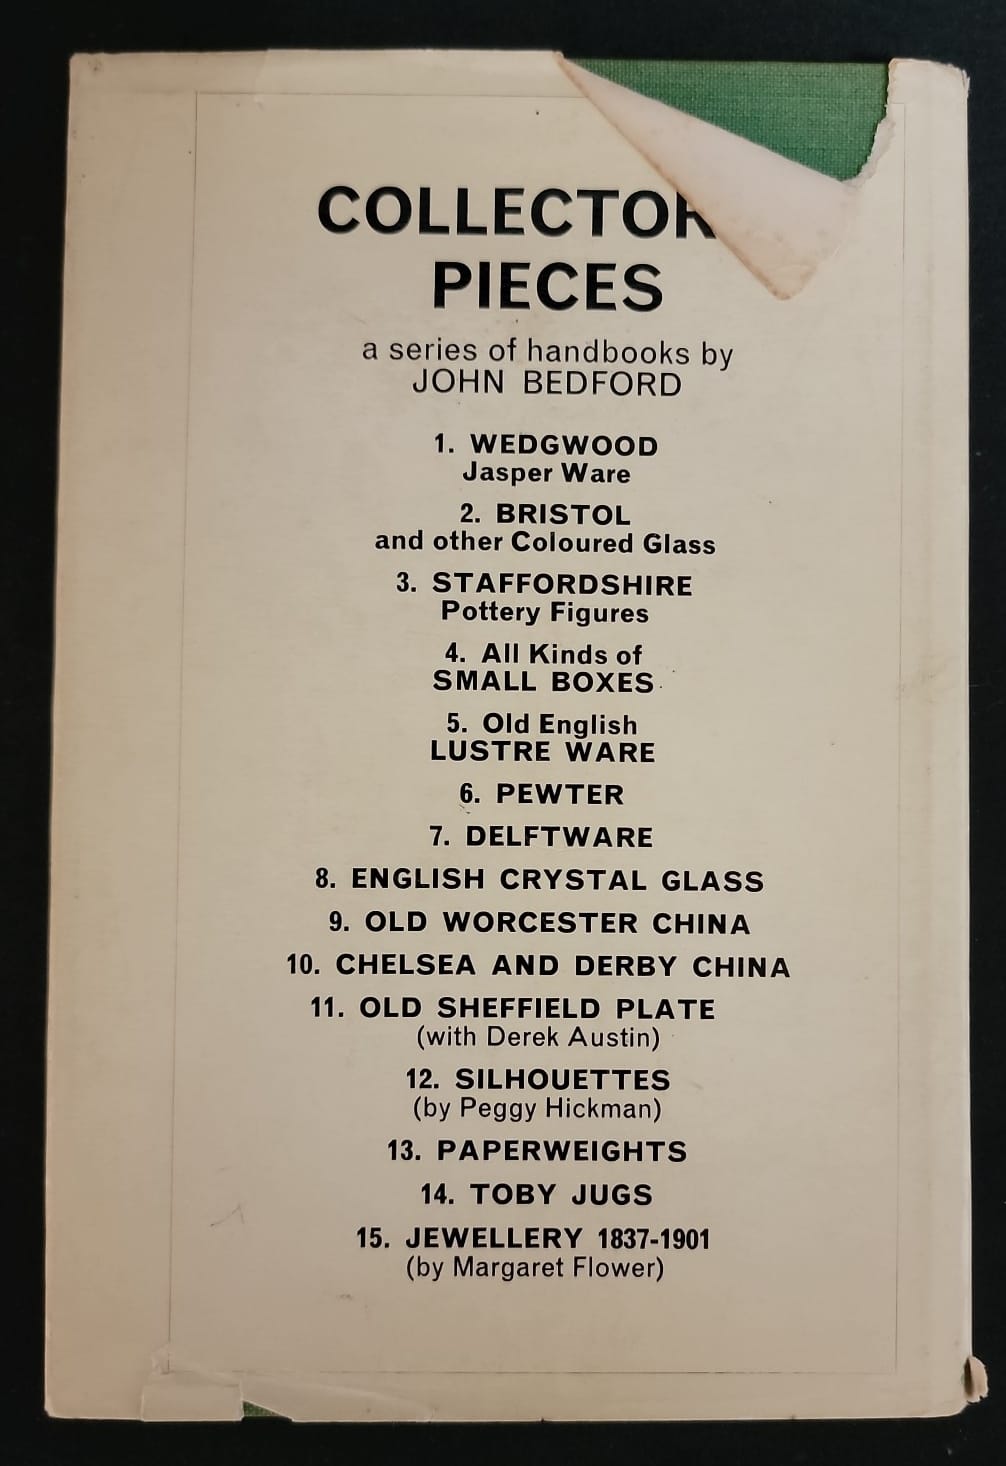 COLLECTOR
PIECES
a series of handbooks by
JOHN BEDFORD
1. WEDGWOOD
Jasper Ware
2. BRISTOL
and other Coloured Glass
3. STAFFORDSHIRE
Pottery Figures
4. All Kinds of
SMALL BOXES
5. Old English
LUSTRE WARE
6. PEWTER
7. DELFTWARE
8. ENGLISH CRYSTAL GLASS
9. OLD WORCESTER CHINA
10. CHELSEA AND DERBY CHINA
11. OLD SHEFFIELD PLATE
(with Derek Austin)
12. SILHOUETTES
(by Peggy Hickman)
13. PAPERWEIGHTS
14. TOBY JUGS
15. JEWELLERY 1837-1901
(by Margaret Flower)